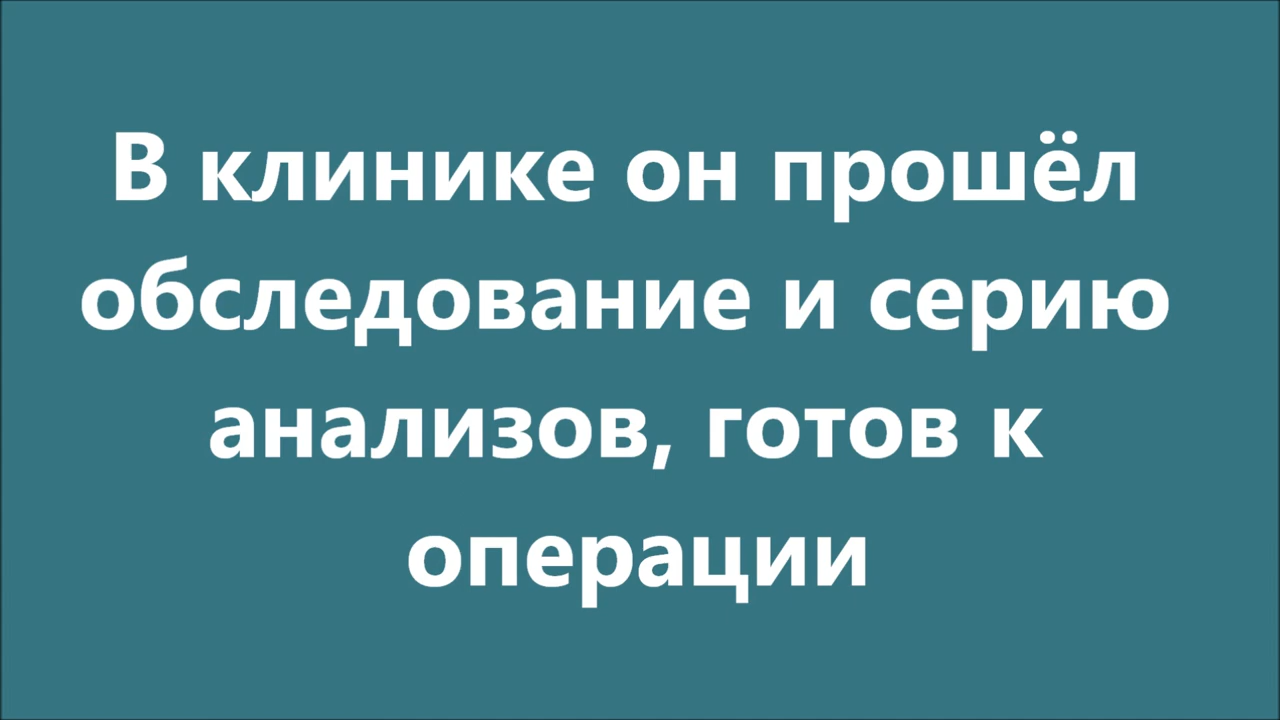 В клинике он прошёл
обследование и серию
анализов, готов к
операции